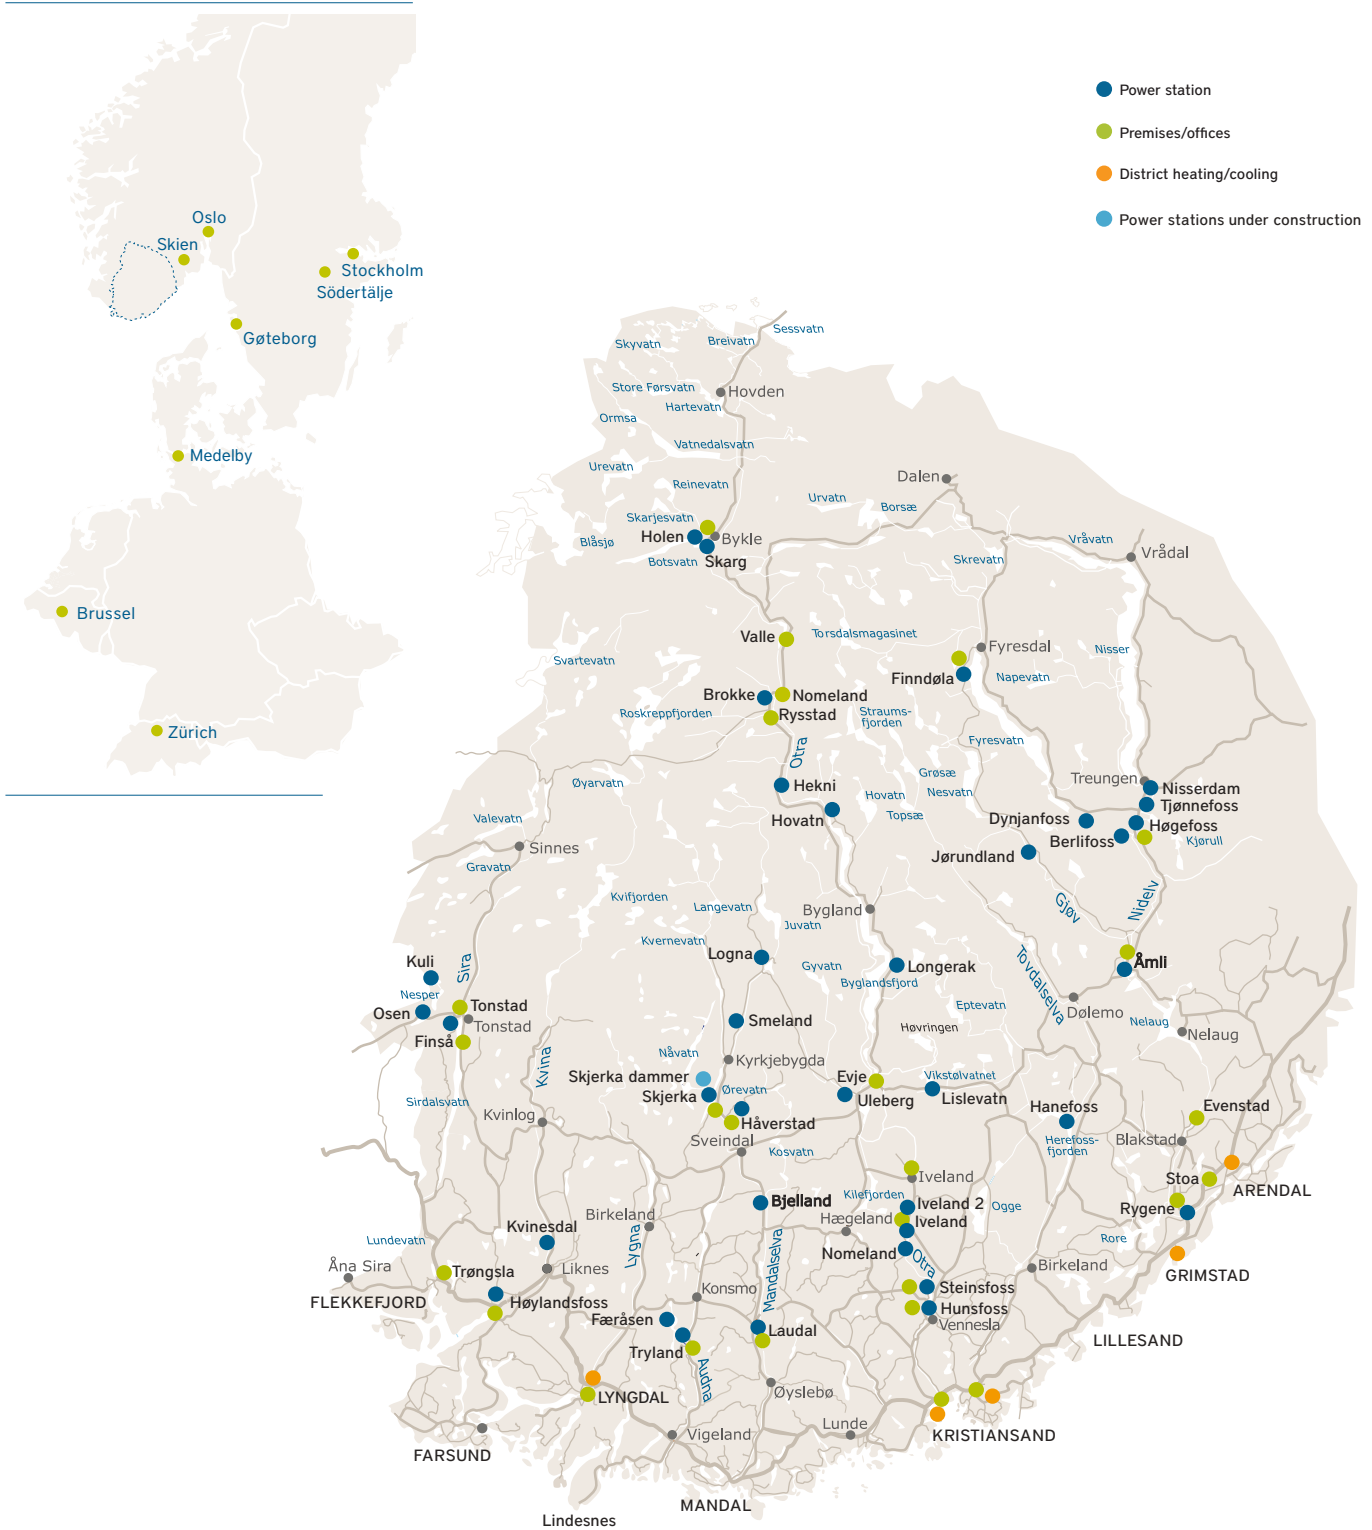 Power station
Premises/offices
District heating/cooling
Power stations under construction
Oslo
Skien
Stockholm
Södertälje
Gøteborg
Medelby
Brussel
Zürich
Sessvatn
Skyvatn
Breivatn
Store Førsvatn
Hovden
Hartevatn
Ormsa
Vatnedalsvatn
Urevatn
Dalen
Reinevatn
Urvatn
Borsæ
Skarjesvatn
Holen
Bykle
Blåsjø
Vråvatn
Botsvatn
Skarg
Skrevatn
Vrådal
Valle
Torsdalsmagasinet
Fyresdal
Nisser
Svartevatn
Finndøla
Napevatn
Brokke
Nomeland
Roskreppfjorden
Rysstad
Straums-
fjorden
Otra
Fyresvatn
Øyarvatn
Hekni
Grøsæ
Treungen
Nisserdam
Hovatn
Nesvatn
Tjønnefoss
Valevatn
Hovatn
Topsæ
Dynjanfoss
Høgefoss
Sinnes
Berlifoss
Kjørull
Gravatn
Jørundland
Kvifjorden
Langevatn
Bygland
Gjøv
Nidelv
Juvatn
Kvernevatn
Logna
Kuli
Sira
Gyvatn
Longerak
Tovdalselva
Åmli
Nesper
Byglandsfjord
Osen
Tonstad
Eptevatn
Dølemo
Tonstad
Smeland
Høvringen
Nelaug
Nelaug
Finså
Kvina
Nåvatn
Kyrkjebygda
Skjerka dammer
Evje
Vikstølvatnet
Skjerka
Ørevatn
Uleberg
Lislevatn
Sirdalsvatn
Hanefoss
Evenstad
Kvinlog
Håverstad
Sveindal
Herefoss-
fjorden
Blakstad
Kosvatn
Iveland
Stoa
ARENDAL
Bjelland
Kilefjorden
Iveland 2
Ogge
Rygene
Birkeland
Hægeland
Iveland
Kvinesdal
Lundevatn
Lygna
Mandalselva
Nomeland
Otra
Rore
Åna Sira
Trøngsla
Liknes
Birkeland
GRIMSTAD
FLEKKEFJORD
Høylandsfoss
Konsmo
Steinsfoss
Hunsfoss
Færåsen
Laudal
Vennesla
LILLESAND
Tryland
Audna
LYNGDAL
Øyslebø
Vigeland
Lunde
KRISTIANSAND
FARSUND
MANDAL
Lindesnes